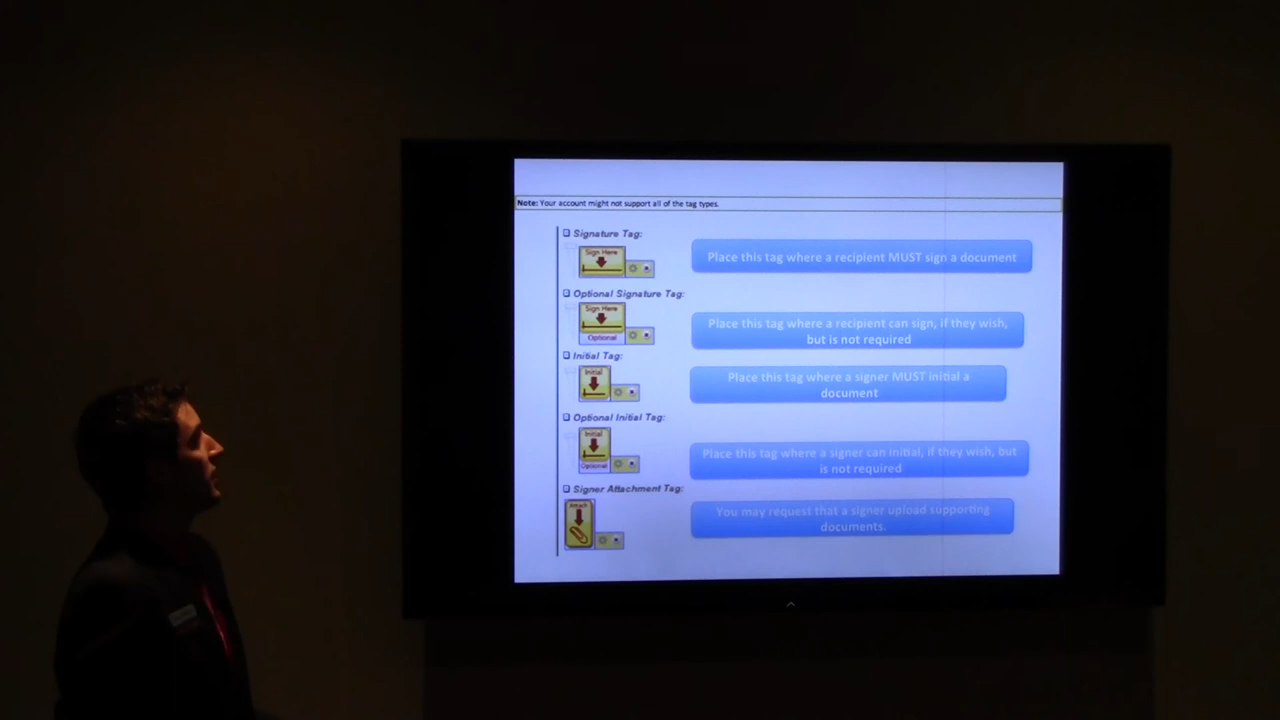 Note: Your account might not support all of the tag types.
Signature Tag:
Sign Here
Place this tag where a recipient MUST sign a document
Optional Signature Tag:
Sign Here
Optional
Place this tag where a recipient can sign, if they wish,
but is not required
Initial Tag:
Initial
Place this tag where a signer MUST initial a
document
Optional Initial Tag:
Initial
Optional
Place this tag where a signer can initial, if they wish, but
is not required
Signer Attachment Tag:
Attach
You may request that a signer upload supporting
documents.